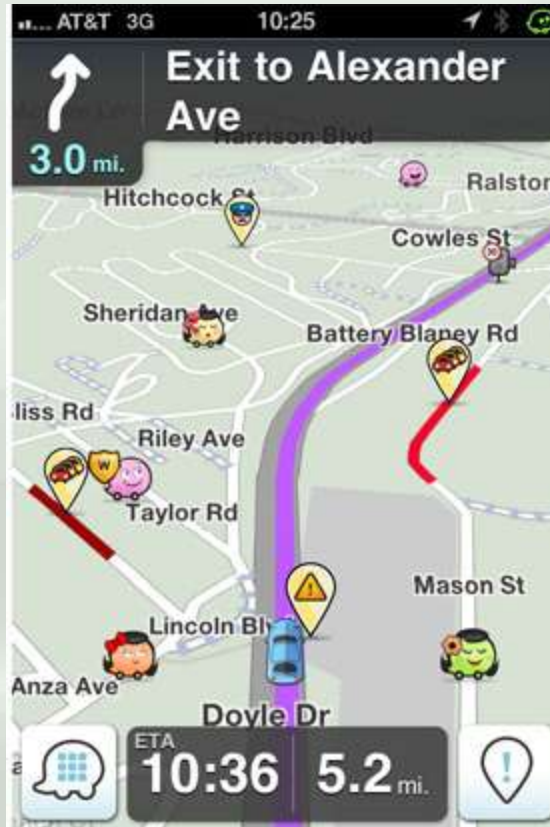 AT&T 3G 10:25
Exit to Alexander
Ave
3.0 mi.
Harrison Blvd
Ralston
Hitchcock St
Cowles St
Sheridan Ave
Battery Blaney Rd
liss Rd
Riley Ave
W
Taylor Rd
Mason St
Lincoln Bl
Anza Ave
Doyle Dr
ETA
10:36 5.2 mi.